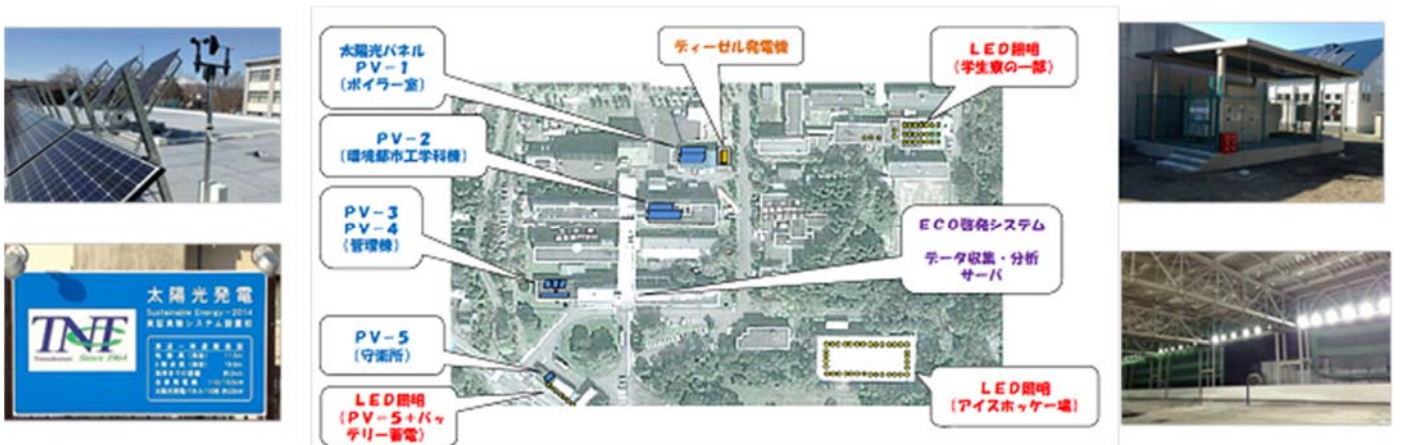 太陽光パネル
PV-1
(ボイラー室)
ディーゼル発電機
LED照明
(学生寮の一部)
PV-2
(環境都市工学科棟)
PV-3
PV-4
(管理棟)
ECO啓発システム
データ収集・分析
サーバ
PV-5
(守衛所)
LED照明
(PV-5+バッ
テリー蓄電)
LED照明
(アイスホッケー場)
太陽光発電
Sustainable Energy-2014
Since 1964